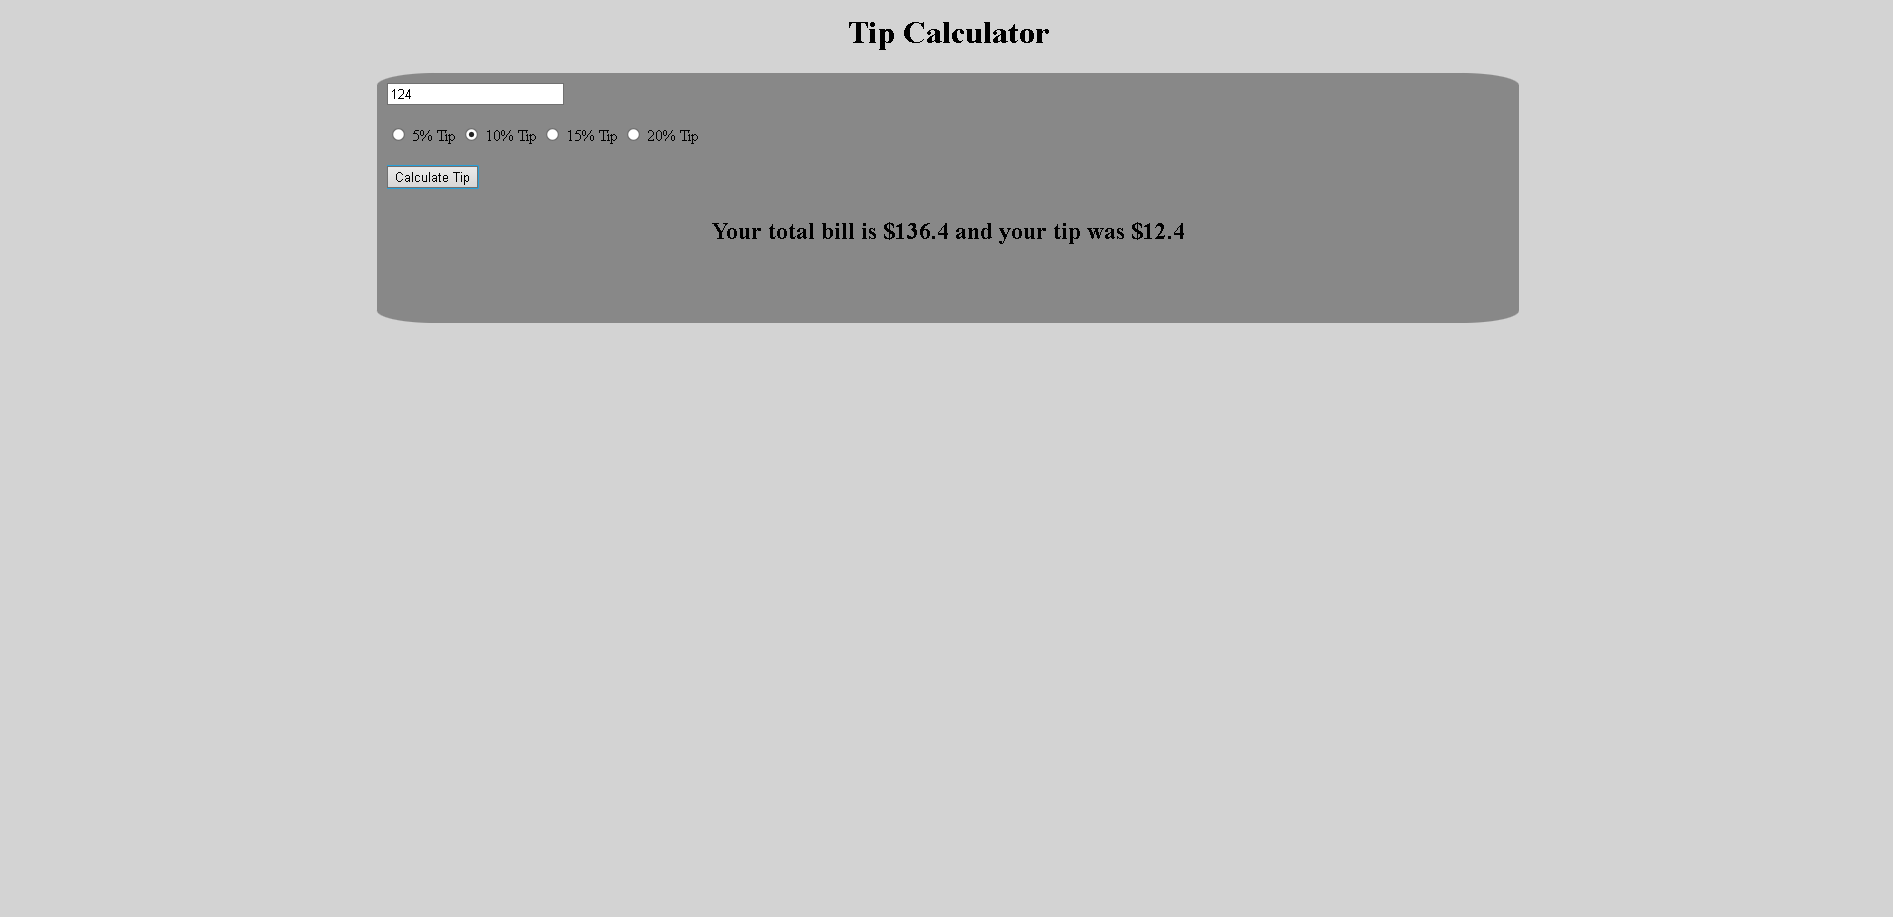 Tip Calculator
124
5% Tip 10% Tip 15% Tip 20% Tip
Calculate Tip
Your total bill is $136.4 and your tip was $12.4